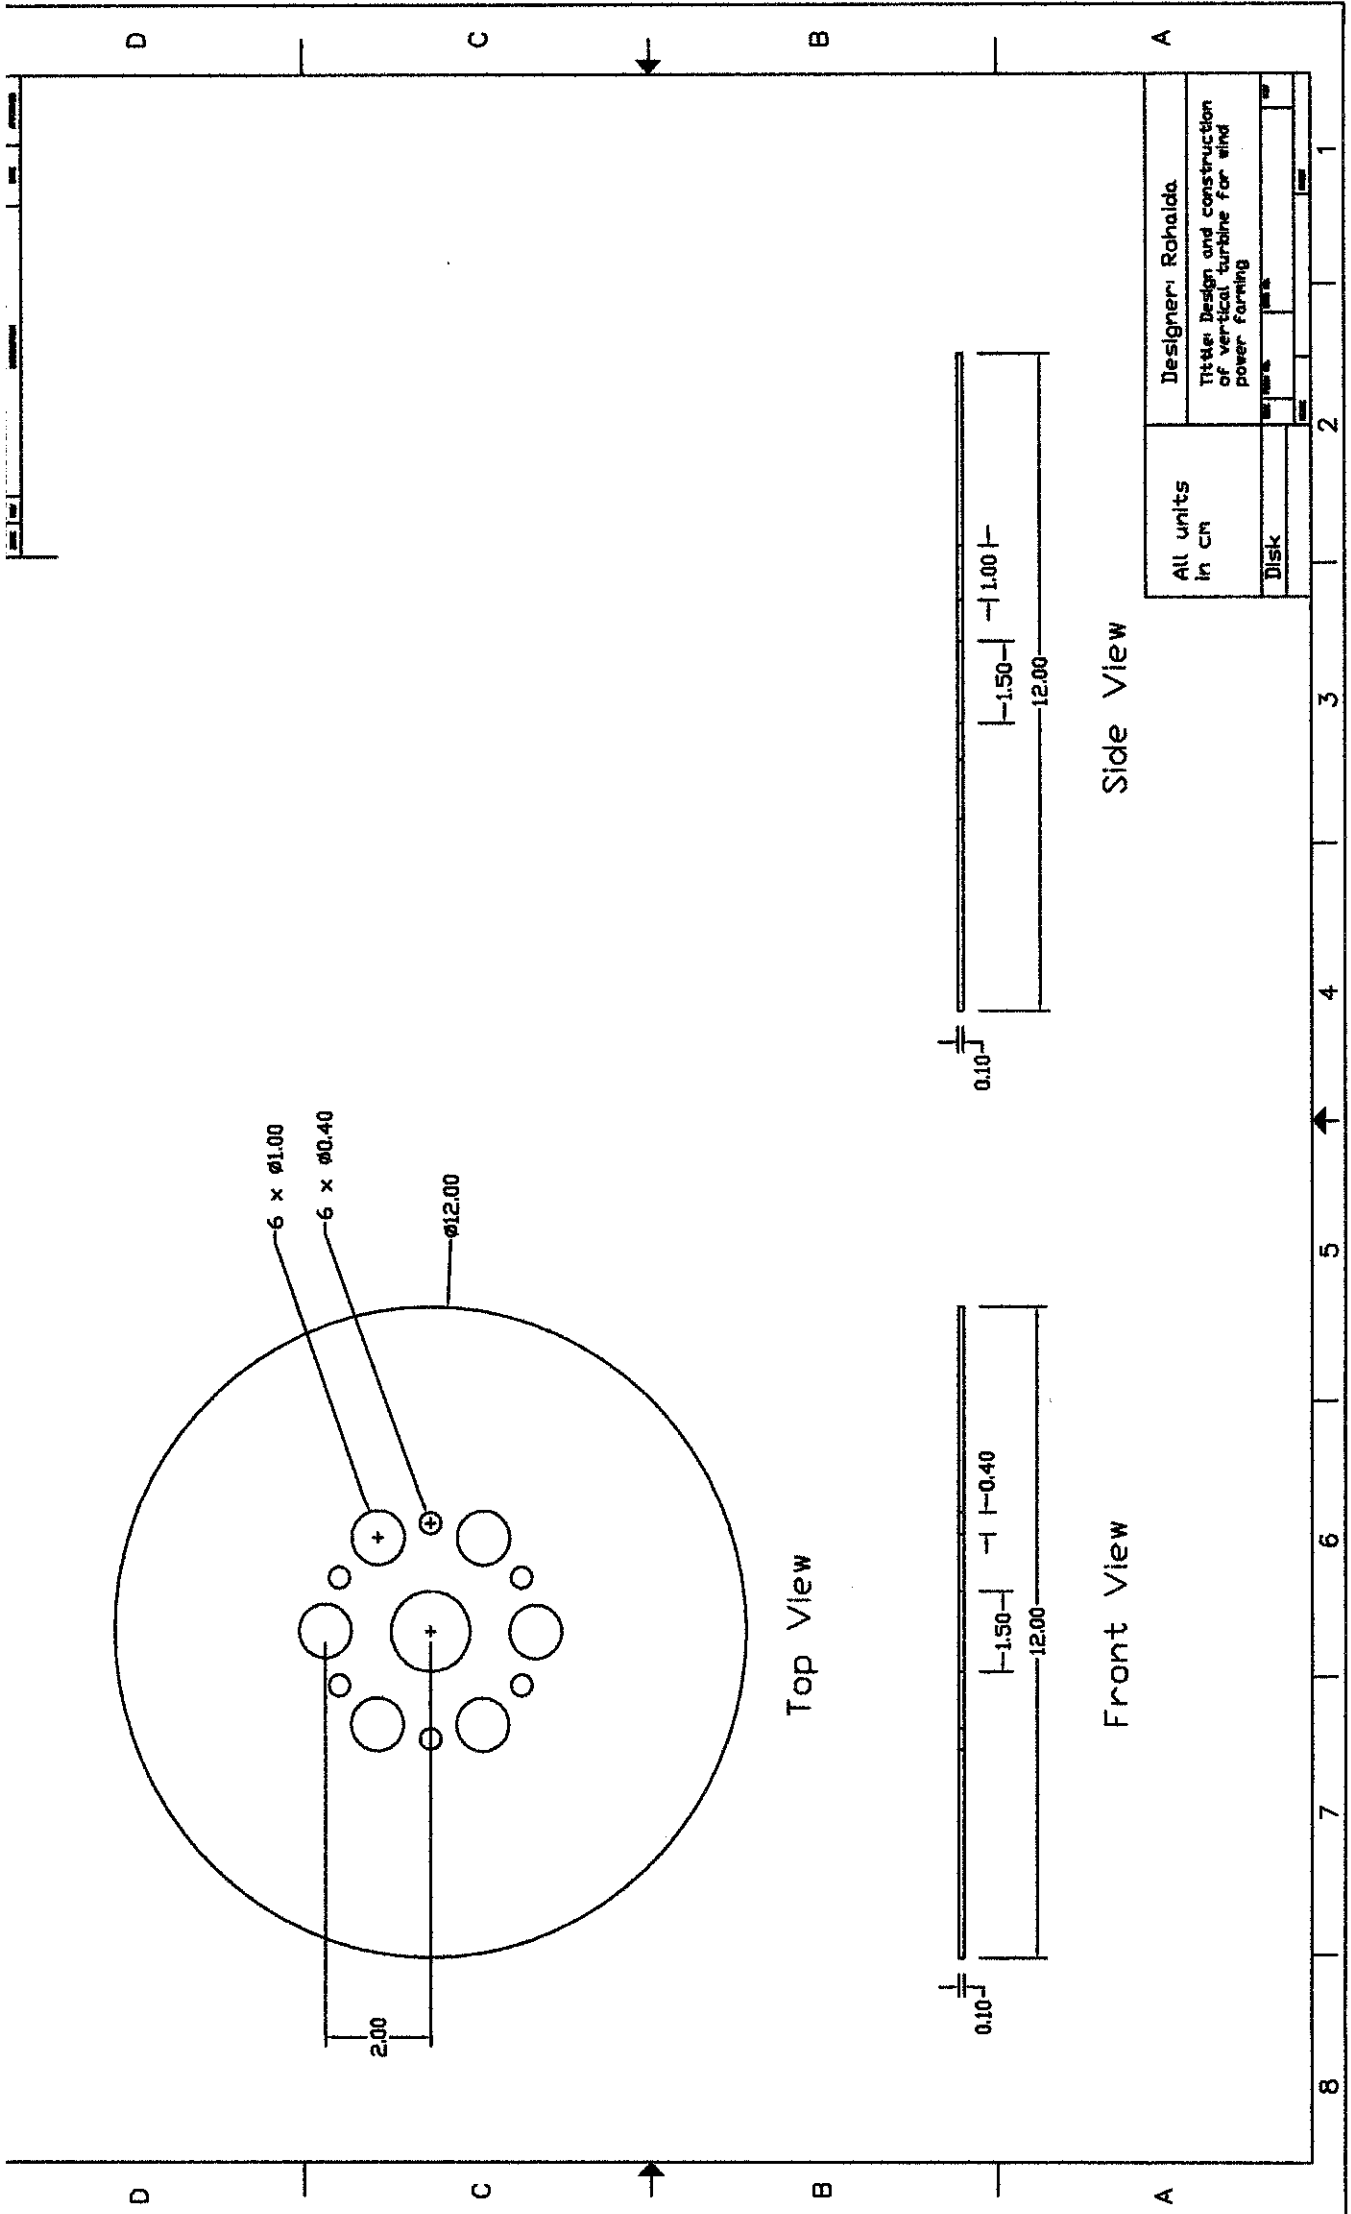 D
C
B
A
6 x ø1.00
6 x ø0.40
ø12.00
2.00
Top View
0.10
0.40
1.50
12.00
Front View
0.10
1.00
1.50
12.00
Side View
All units
in cm
Disk
Designer: Rohaida
Tittle: Design and construction
of vertical turbine for wind
power farming
D
C
B
A
8
7
6
5
4
3
2
1